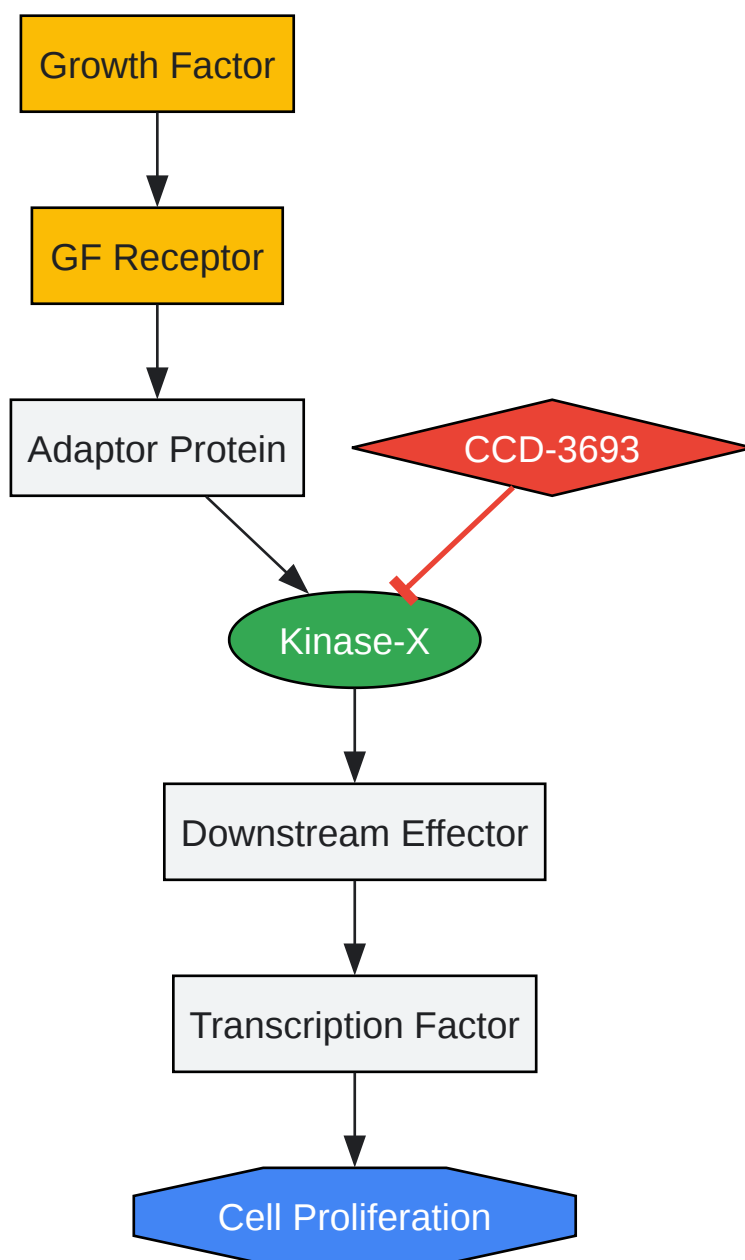 Growth Factor
GF Receptor
Adaptor Protein
CCD-3693
Kinase-X
Downstream Effector
Transcription Factor
Cell Proliferation